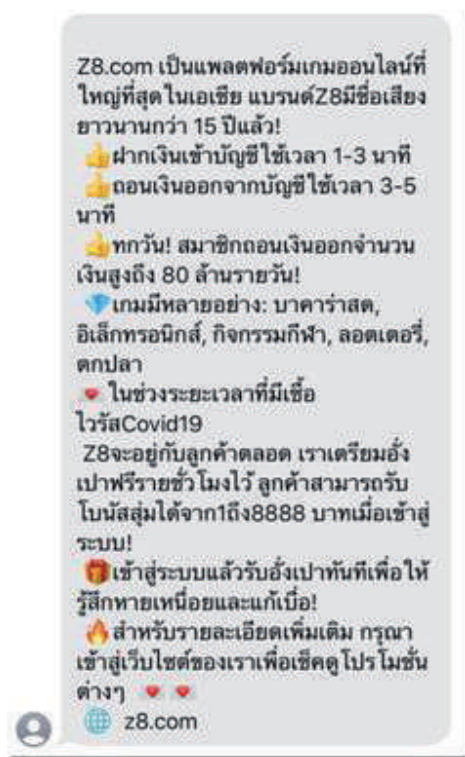 Z8.com เป็นแพลตฟอร์มเกมออนไลน์ที่
ใหญ่ที่สุดในเอเชีย แบรนด์Z8มีชื่อเสียง
ยาวนานกว่า 15 ปีแล้ว!
👍ฝากเงินเข้าบัญชีใช้เวลา 1-3 นาที
👍ถอนเงินออกจากบัญชีใช้เวลา 3-5
นาที
👍ทกวัน! สมาชิกถอนเงินออกจำนวน
เงินสูงถึง 80 ล้านรายวัน!
💎เกมมีหลายอย่าง: บาคาร่าสด,
อิเล็กทรอนิกส์, กิจกรรมกีฬา, ลอตเตอรี่,
ตกปลา
💌 ในช่วงระยะเวลาที่มีเชื้อ
ไวรัสCovid19
Z8จะอยู่กับลูกค้าตลอด เราเตรียมอั่ง
เปาฟรีรายชั่วโมงไว้ ลูกค้าสามารถรับ
โบนัสสุ่มได้จาก1ถึง8888 บาทเมื่อเข้าสู่
ระบบ!
🎁เข้าสู่ระบบแล้วรับอั่งเปาทันทีเพื่อให้
รู้สึกหายเหนื่อยและแก้เบื่อ!
🔥สำหรับรายละเอียดเพิ่มเติม กรุณา
เข้าสู่เว็บไซต์ของเราเพื่อเช็คดูโปรโมชั่น
ต่างๆ 💌 💌
🌐 z8.com